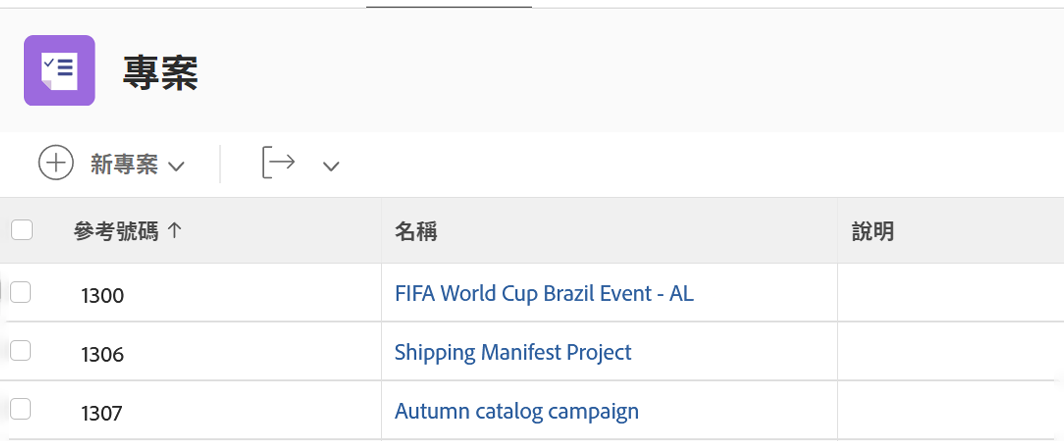 專案
新專案
參考號碼 ↑ 名稱 說明
1300 FIFA World Cup Brazil Event - AL
1306 Shipping Manifest Project
1307 Autumn catalog campaign